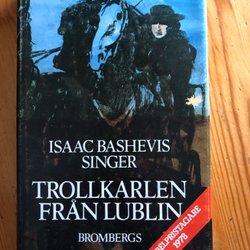 ISAAC BASHEVIS
SINGER
TROLLKARLEN
FRÅN LUBLIN
BROMBERGS
NOBELPRISTAGARE
1978